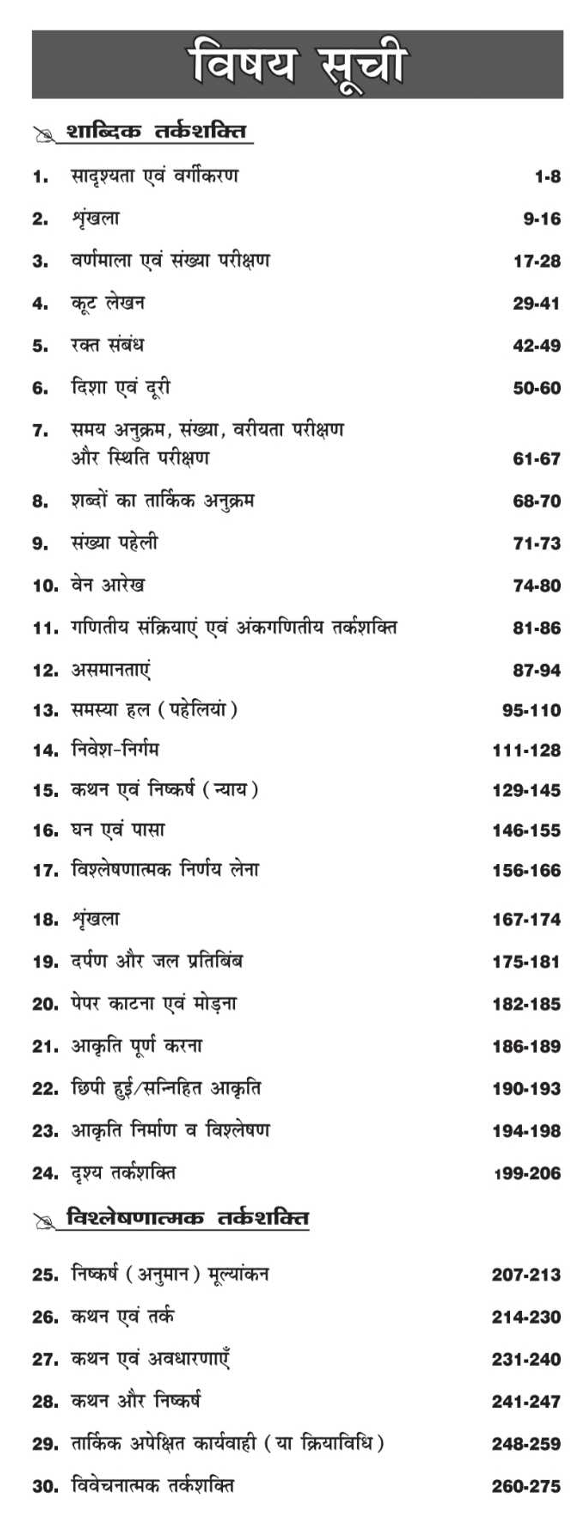 विषय सूची
शाब्दिक तर्कशक्ति
1. सादृश्यता एवं वर्गीकरण 1-8
2. शृंखला 9-16
3. वर्णमाला एवं संख्या परीक्षण 17-28
4. कूट लेखन 29-41
5. रक्त संबंध 42-49
6. दिशा एवं दूरी 50-60
7. समय अनुक्रम, संख्या, वरीयता परीक्षण
और स्थिति परीक्षण 61-67
8. शब्दों का तार्किक अनुक्रम 68-70
9. संख्या पहेली 71-73
10. वेन आरेख 74-80
11. गणितीय संक्रियाएं एवं अंकगणितीय तर्कशक्ति 81-86
12. असमानताएं 87-94
13. समस्या हल (पहेलियां) 95-110
14. निवेश-निर्गम 111-128
15. कथन एवं निष्कर्ष (न्याय) 129-145
16. घन एवं पासा 146-155
17. विश्लेषणात्मक निर्णय लेना 156-166
18. शृंखला 167-174
19. दर्पण और जल प्रतिबिंब 175-181
20. पेपर काटना एवं मोड़ना 182-185
21. आकृति पूर्ण करना 186-189
22. छिपी हुई/सन्निहित आकृति 190-193
23. आकृति निर्माण व विश्लेषण 194-198
24. दृश्य तर्कशक्ति 199-206
विश्लेषणात्मक तर्कशक्ति
25. निष्कर्ष (अनुमान) मूल्यांकन 207-213
26. कथन एवं तर्क 214-230
27. कथन एवं अवधारणाएँ 231-240
28. कथन और निष्कर्ष 241-247
29. तार्किक अपेक्षित कार्यवाही (या क्रियाविधि) 248-259
30. विवेचनात्मक तर्कशक्ति 260-275